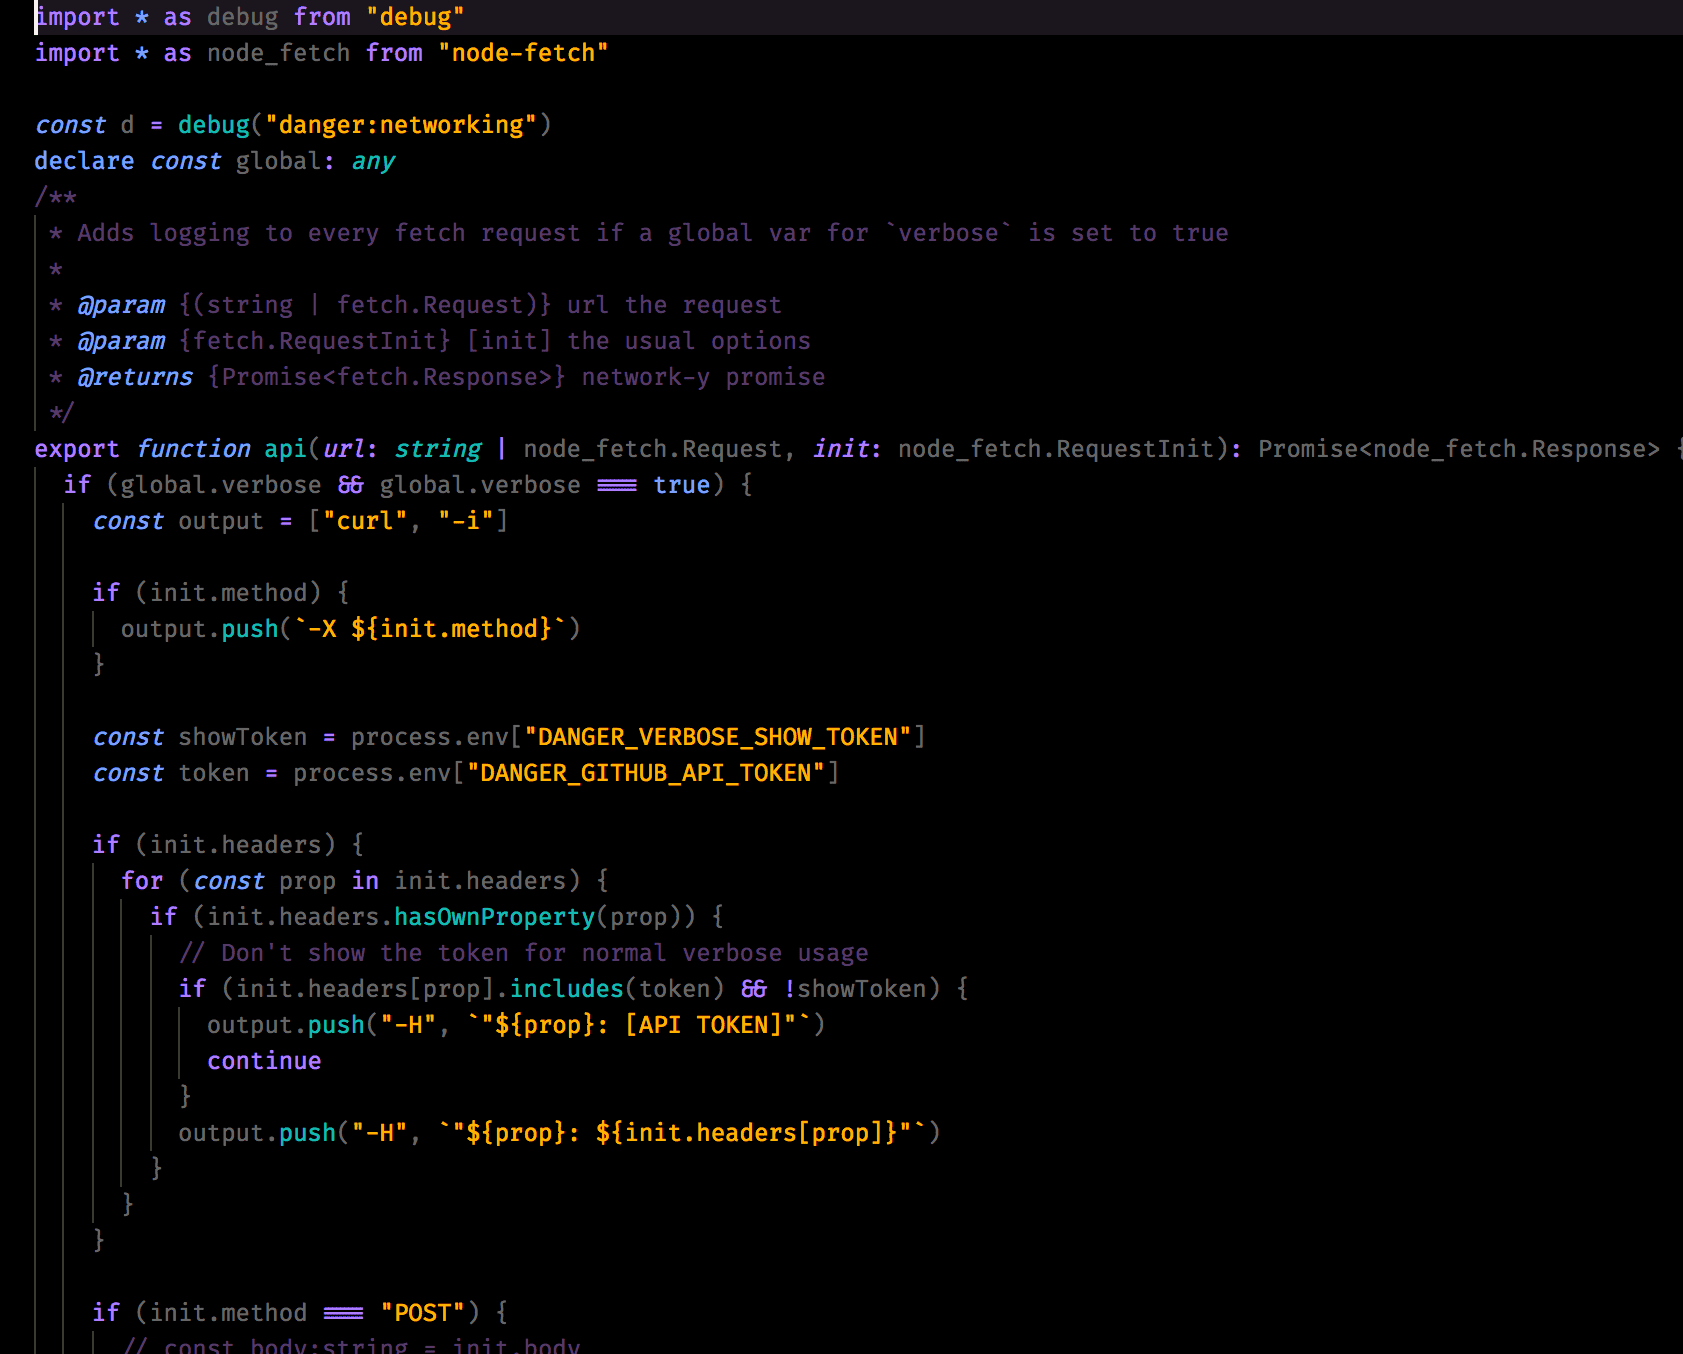 import * as debug from "debug"
import * as node_fetch from "node-fetch"

const d = debug("danger:networking")
declare const global: any
/**
 * Adds logging to every fetch request if a global var for `verbose` is set to true
 *
 * @param {(string | fetch.Request)} url the request
 * @param {fetch.RequestInit} [init] the usual options
 * @returns {Promise<fetch.Response>} network-y promise
 */
export function api(url: string | node_fetch.Request, init: node_fetch.RequestInit): Promise<node_fetch.Response> {
  if (global.verbose && global.verbose === true) {
    const output = ["curl", "-i"]

    if (init.method) {
      output.push(`-X ${init.method}`)
    }

    const showToken = process.env["DANGER_VERBOSE_SHOW_TOKEN"]
    const token = process.env["DANGER_GITHUB_API_TOKEN"]

    if (init.headers) {
      for (const prop in init.headers) {
        if (init.headers.hasOwnProperty(prop)) {
          // Don't show the token for normal verbose usage
          if (init.headers[prop].includes(token) && !showToken) {
            output.push("-H", `"${prop}: [API TOKEN]"`)
            continue
          }
          output.push("-H", `"${prop}: ${init.headers[prop]}"`)
        }
      }
    }

    if (init.method === "POST") {
      // const body:string = init.body